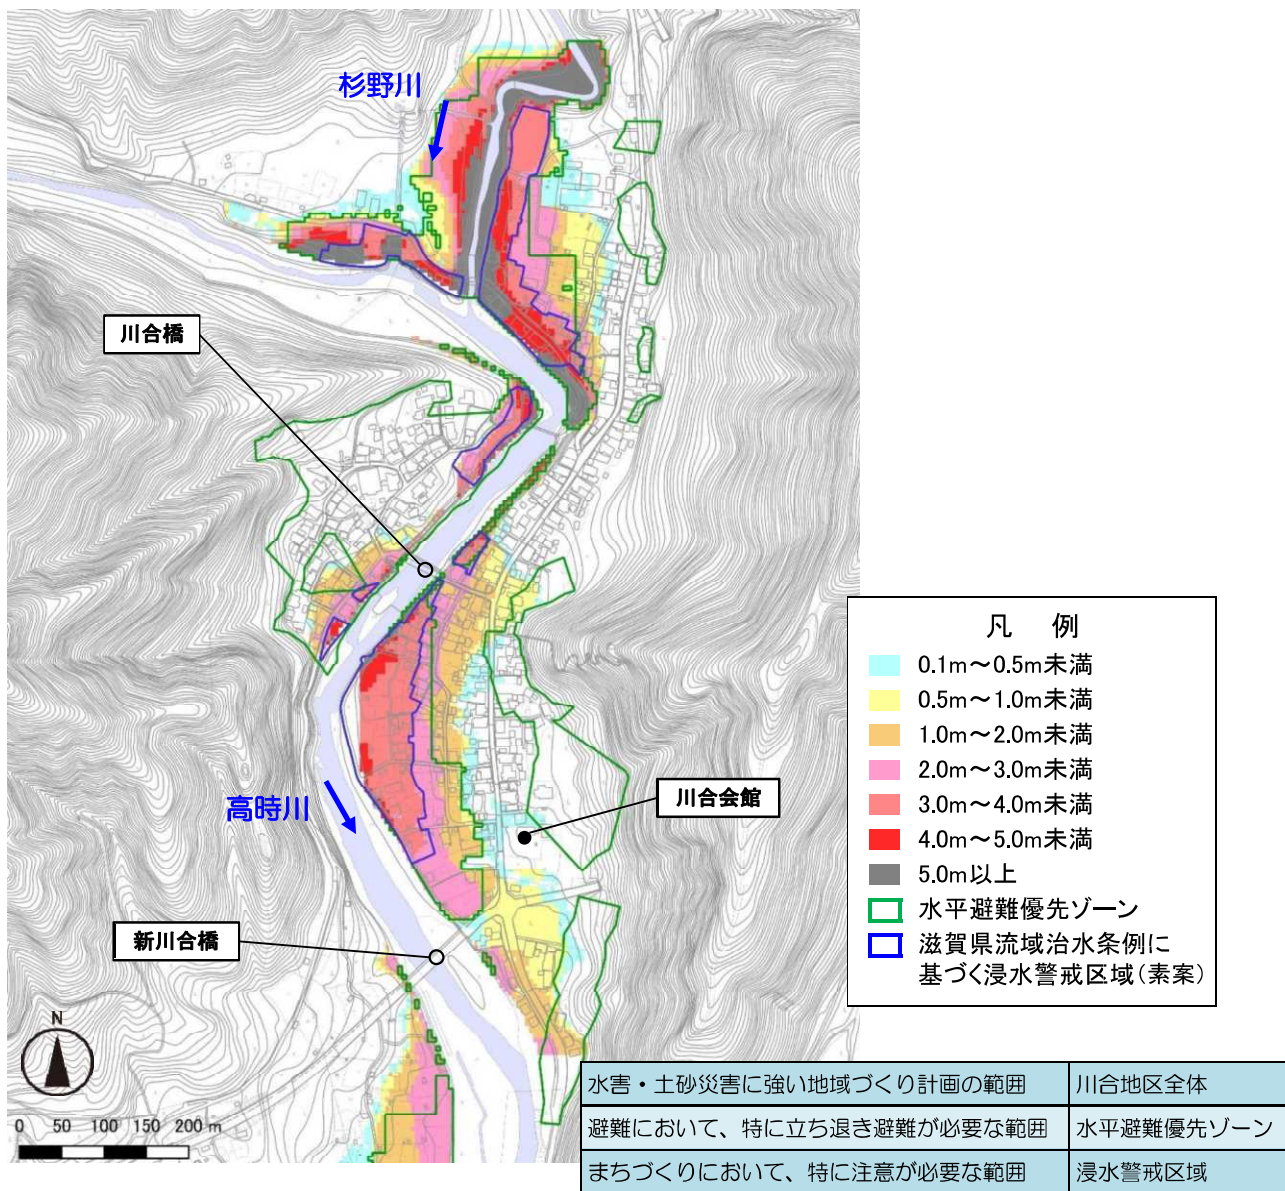 杉野川
川合橋
凡 例
0.1m～0.5m未満
0.5m～1.0m未満
1.0m～2.0m未満
2.0m～3.0m未満
3.0m～4.0m未満
4.0m～5.0m未満
5.0m以上
水平避難優先ゾーン
滋賀県流域治水条例に
基づく浸水警戒区域(素案)
川合会館
高時川
新川合橋
N
0 50 100 150 200 m
水害・土砂災害に強い地域づくり計画の範囲 川合地区全体
避難において、特に立ち退き避難が必要な範囲 水平避難優先ゾーン
まちづくりにおいて、特に注意が必要な範囲 浸水警戒区域